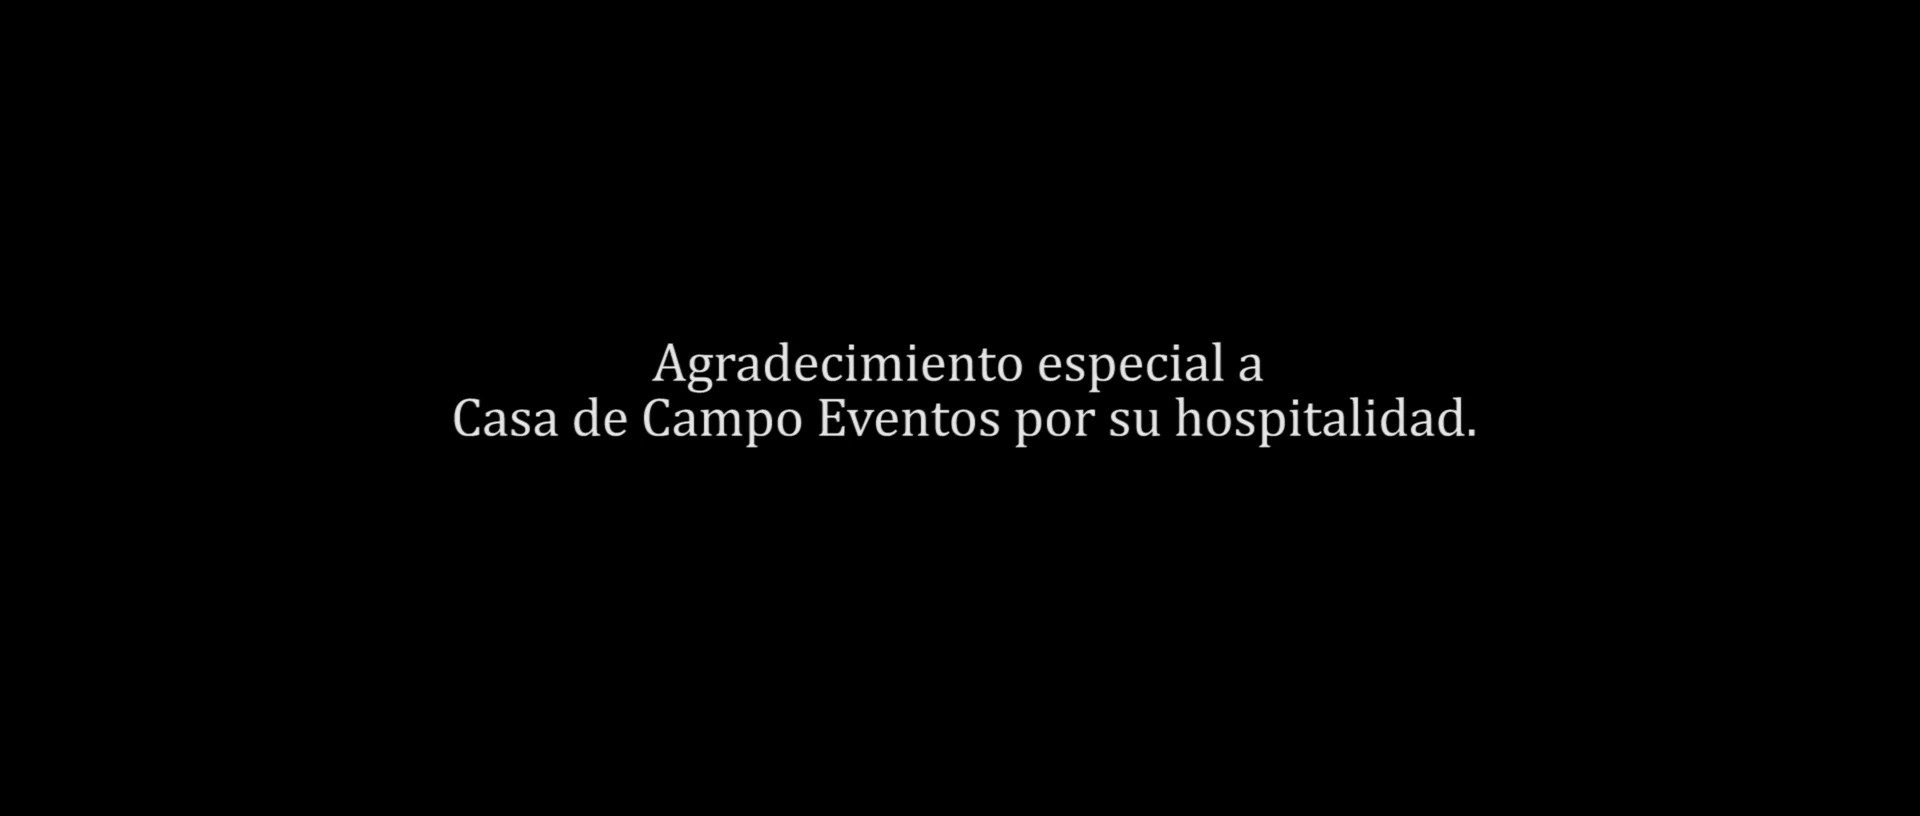 Agradecimiento especial a
Casa de Campo Eventos por su hospitalidad.